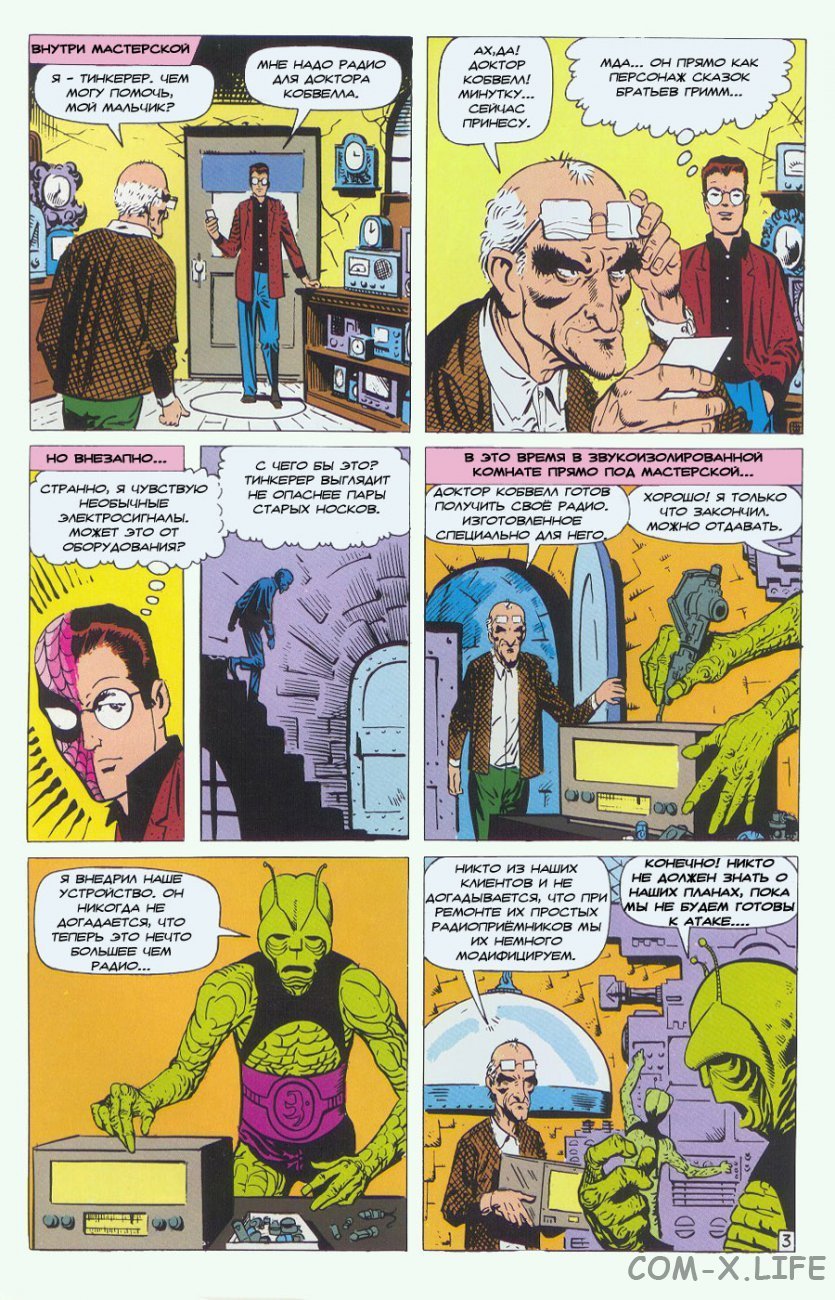 ВНУТРИ МАСТЕРСКОЙ
Я - ТИНКЕРЕР. ЧЕМ
МОГУ ПОМОЧЬ,
МОЙ МАЛЬЧИК?
МНЕ НАДО РАДИО
ДЛЯ ДОКТОРА
КОБВЕЛЛА.
АХ,ДА!
ДОКТОР
КОБВЕЛЛ!
МИНУТКУ...
СЕЙЧАС
ПРИНЕСУ.
МДА... ОН ПРЯМО КАК
ПЕРСОНАЖ СКАЗОК
БРАТЬЕВ ГРИММ...
НО ВНЕЗАПНО...
СТРАННО, Я ЧУВСТВУЮ
НЕОБЫЧНЫЕ
ЭЛЕКТРОСИГНАЛЫ.
МОЖЕТ ЭТО ОТ
ОБОРУДОВАНИЯ?
С ЧЕГО БЫ ЭТО?
ТИНКЕРЕР ВЫГЛЯДИТ
НЕ ОПАСНЕЕ ПАРЫ
СТАРЫХ НОСКОВ.
В ЭТО ВРЕМЯ В ЗВУКОИЗОЛИРОВАННОЙ
КОМНАТЕ ПРЯМО ПОД МАСТЕРСКОЙ...
ДОКТОР КОБВЕЛЛ ГОТОВ
ПОЛУЧИТЬ СВОЁ РАДИО.
ИЗГОТОВЛЕННОЕ
СПЕЦИАЛЬНО ДЛЯ НЕГО.
ХОРОШО! Я ТОЛЬКО
ЧТО ЗАКОНЧИЛ.
МОЖНО ОТДАВАТЬ.
Я ВНЕДРИЛ НАШЕ
УСТРОЙСТВО. ОН
НИКОГДА НЕ
ДОГАДАЕТСЯ, ЧТО
ТЕПЕРЬ ЭТО НЕЧТО
БОЛЬШЕЕ ЧЕМ
РАДИО...
НИКТО ИЗ НАШИХ
КЛИЕНТОВ И НЕ
ДОГАДЫВАЕТСЯ, ЧТО ПРИ
РЕМОНТЕ ИХ ПРОСТЫХ
РАДИОПРИЁМНИКОВ МЫ
ИХ НЕМНОГО
МОДИФИЦИРУЕМ.
КОНЕЧНО! НИКТО
НЕ ДОЛЖЕН ЗНАТЬ О
НАШИХ ПЛАНАХ, ПОКА
МЫ НЕ БУДЕМ ГОТОВЫ
К АТАКЕ....
3
COM-X.LIFE